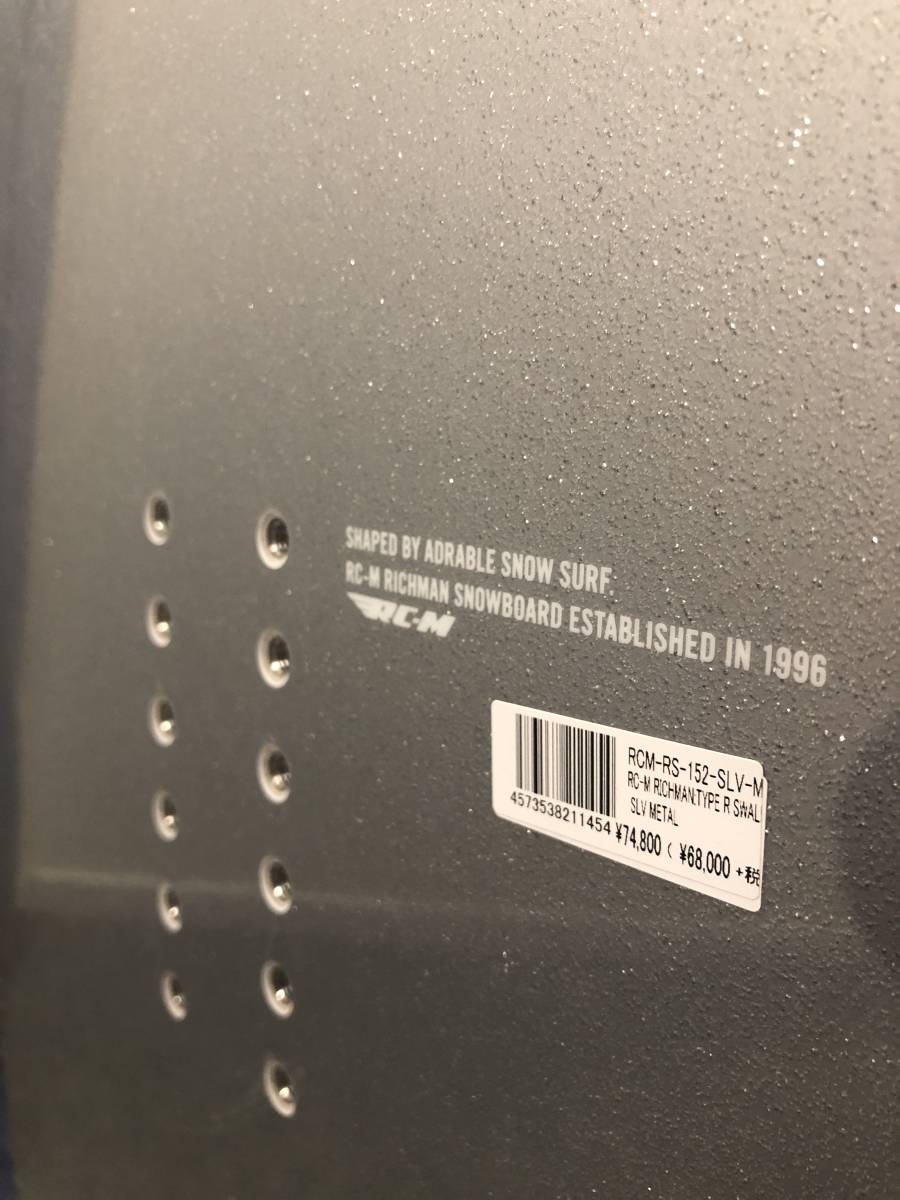 SHAPED BY ADRABLE SNOW SURF.
RC-M RICHMAN SNOWBOARD ESTABLISHED IN 1996
RC-M
RCM-RS-152-SLV-M
RC-M RICHMAN:TYPE R SWAL
SLV METAL
4573538211454
¥74,800 ( ¥68,000 +税